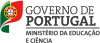 GOVERNO DE
PORTUGAL
MINISTÉRIO DA EDUCAÇÃO
E CIÊNCIA